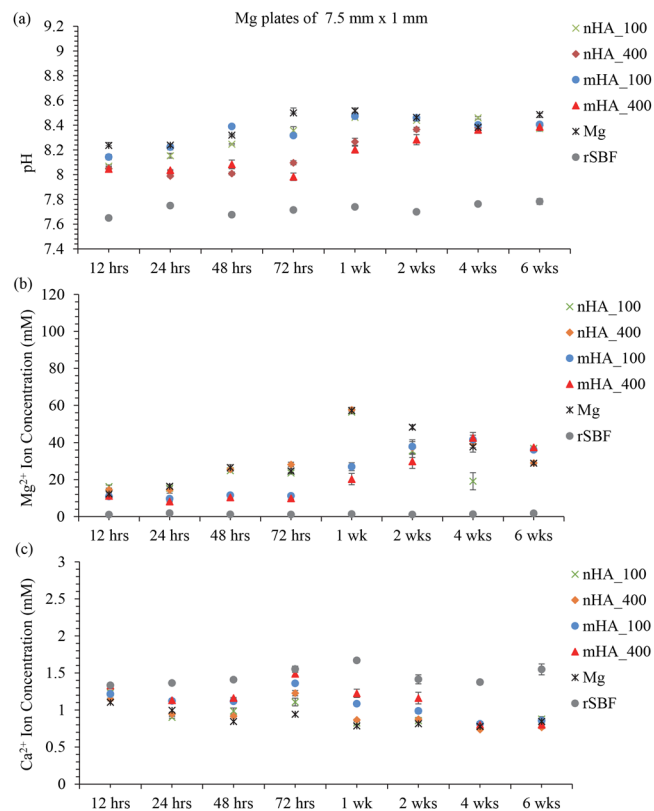 (a)
Mg plates of 7.5 mm x 1 mm
9.2
9
8.8
8.6
8.4
8.2
8
7.8
7.6
7.4
pH
12 hrs 24 hrs 48 hrs 72 hrs 1 wk 2 wks 4 wks 6 wks
nHA_100
nHA_400
mHA_100
mHA_400
Mg
rSBF
(b)
120
100
80
60
40
20
0
Mg2+ Ion Concentration (mM)
12 hrs 24 hrs 48 hrs 72 hrs 1 wk 2 wks 4 wks 6 wks
nHA_100
nHA_400
mHA_100
mHA_400
Mg
rSBF
(c)
3
2.5
2
1.5
1
0.5
0
Ca2+ Ion Concentration (mM)
12 hrs 24 hrs 48 hrs 72 hrs 1 wk 2 wks 4 wks 6 wks
nHA_100
nHA_400
mHA_100
mHA_400
Mg
rSBF